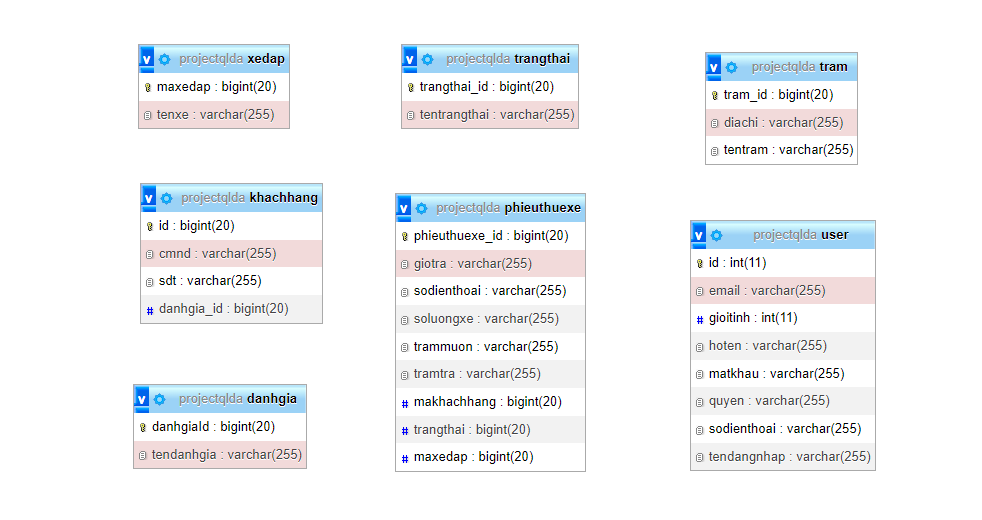 projectqlda xedap
maxedap : bigint(20)
tenxe : varchar(255)
projectqlda trangthai
trangthai_id : bigint(20)
tentrangthai : varchar(255)
projectqlda tram
tram_id : bigint(20)
diachi : varchar(255)
tentram : varchar(255)
projectqlda khachhang
id : bigint(20)
cmnd : varchar(255)
sdt : varchar(255)
# danhgia_id : bigint(20)
projectqlda phieuthuexe
phieuthuexe_id : bigint(20)
giotra : varchar(255)
sodienthoai : varchar(255)
soluongxe : varchar(255)
trammuon : varchar(255)
tramtra : varchar(255)
# makhachhang : bigint(20)
# trangthai : bigint(20)
# maxedap : bigint(20)
projectqlda user
id : int(11)
email : varchar(255)
# gioitinh : int(11)
hoten : varchar(255)
matkhau : varchar(255)
quyen : varchar(255)
sodienthoai : varchar(255)
tendangnhap : varchar(255)
projectqlda danhgia
danhgiaId : bigint(20)
tendanhgia : varchar(255)